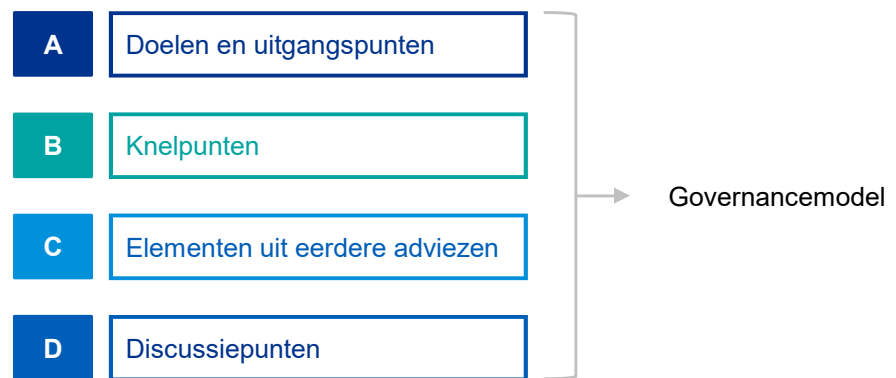 A
Doelen en uitgangspunten
B
Knelpunten
Governancemodel
C
Elementen uit eerdere adviezen
D
Discussiepunten